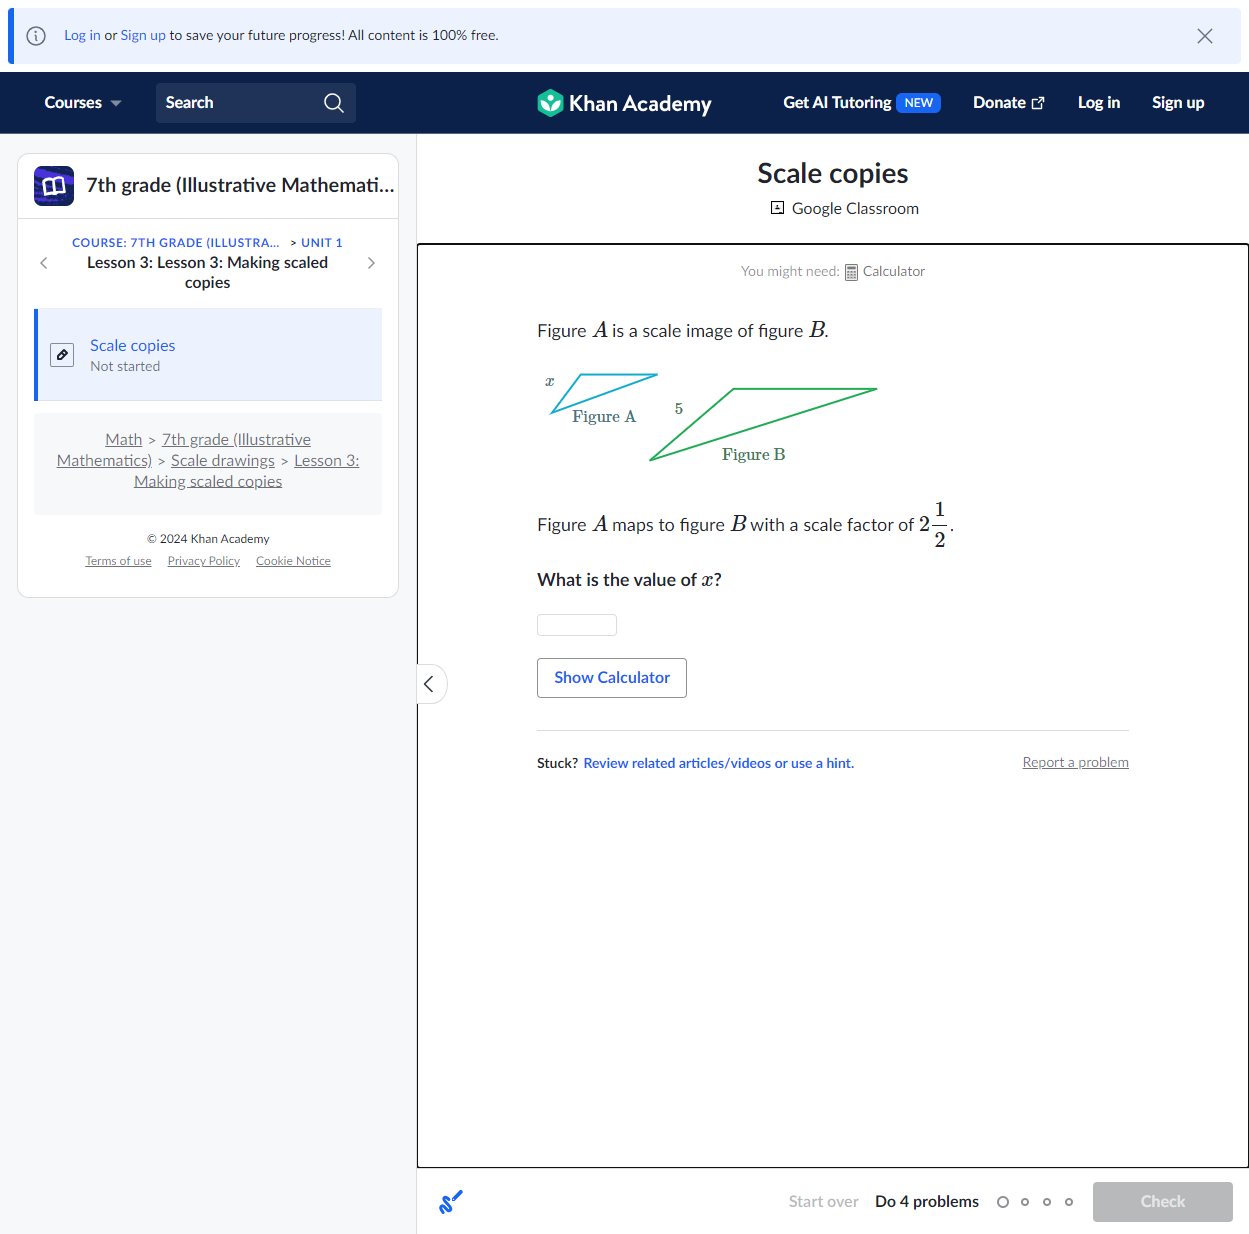 Log in or Sign up to save your future progress! All content is 100% free.
Courses
Search
Khan Academy
Get AI Tutoring NEW
Donate
Log in
Sign up
7th grade (Illustrative Mathemati...
COURSE: 7TH GRADE (ILLUSTRA... > UNIT 1
Lesson 3: Lesson 3: Making scaled
copies
Scale copies
Not started
Math > 7th grade (Illustrative
Mathematics) > Scale drawings > Lesson 3:
Making scaled copies
© 2024 Khan Academy
Terms of use Privacy Policy Cookie Notice
Scale copies
Google Classroom
You might need: Calculator
Figure A is a scale image of figure B.
x
Figure A
5
Figure B
Figure A maps to figure B with a scale factor of 2 1/2.
What is the value of x?
Show Calculator
Stuck? Review related articles/videos or use a hint.
Report a problem
Start over
Do 4 problems
Check